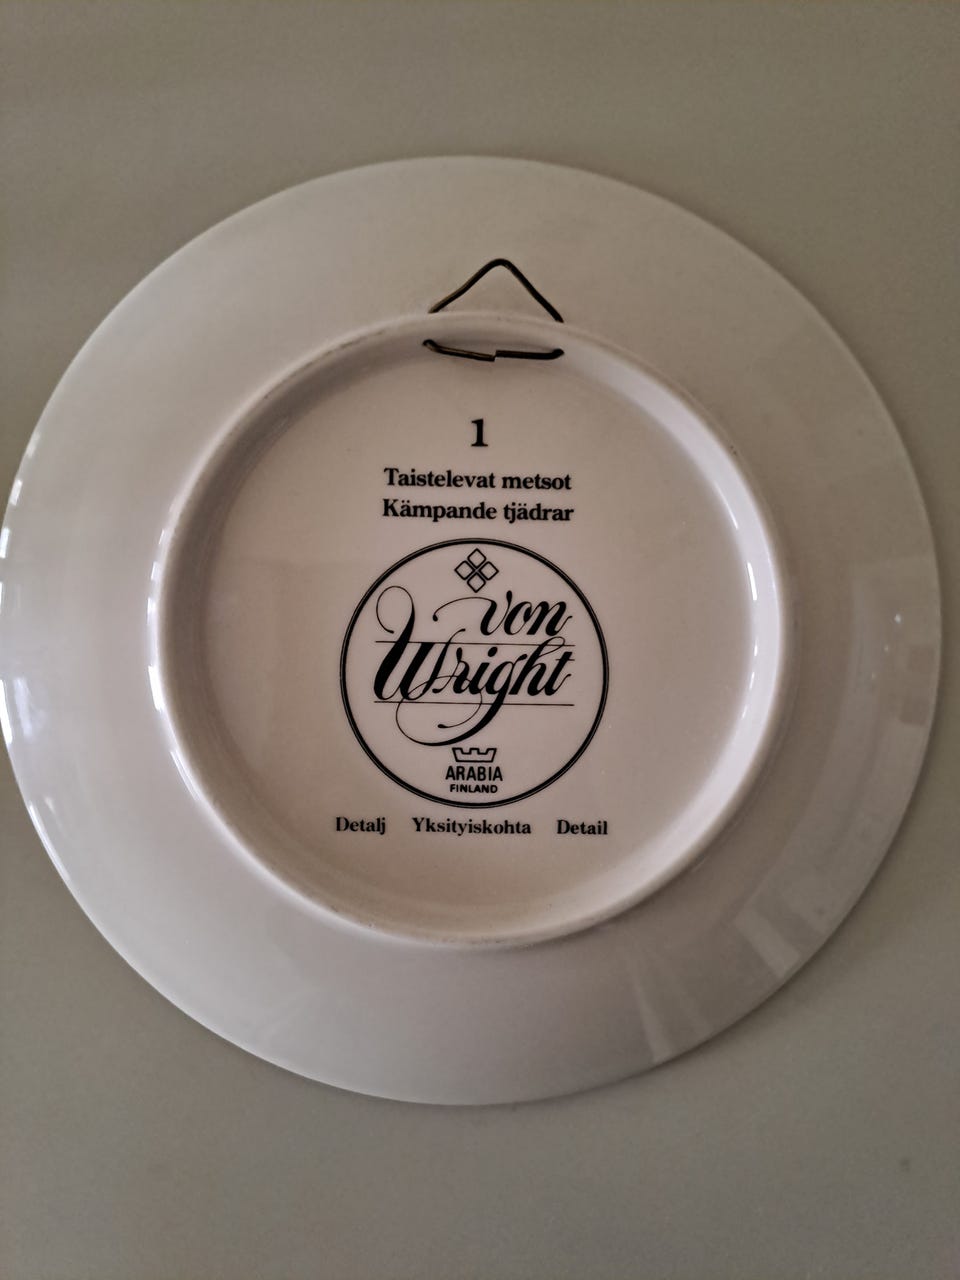 1
Taistelevat metsot
Kämpande tjädrar
von
Wright
ARABIA
FINLAND
Detalj Yksityiskohta Detail